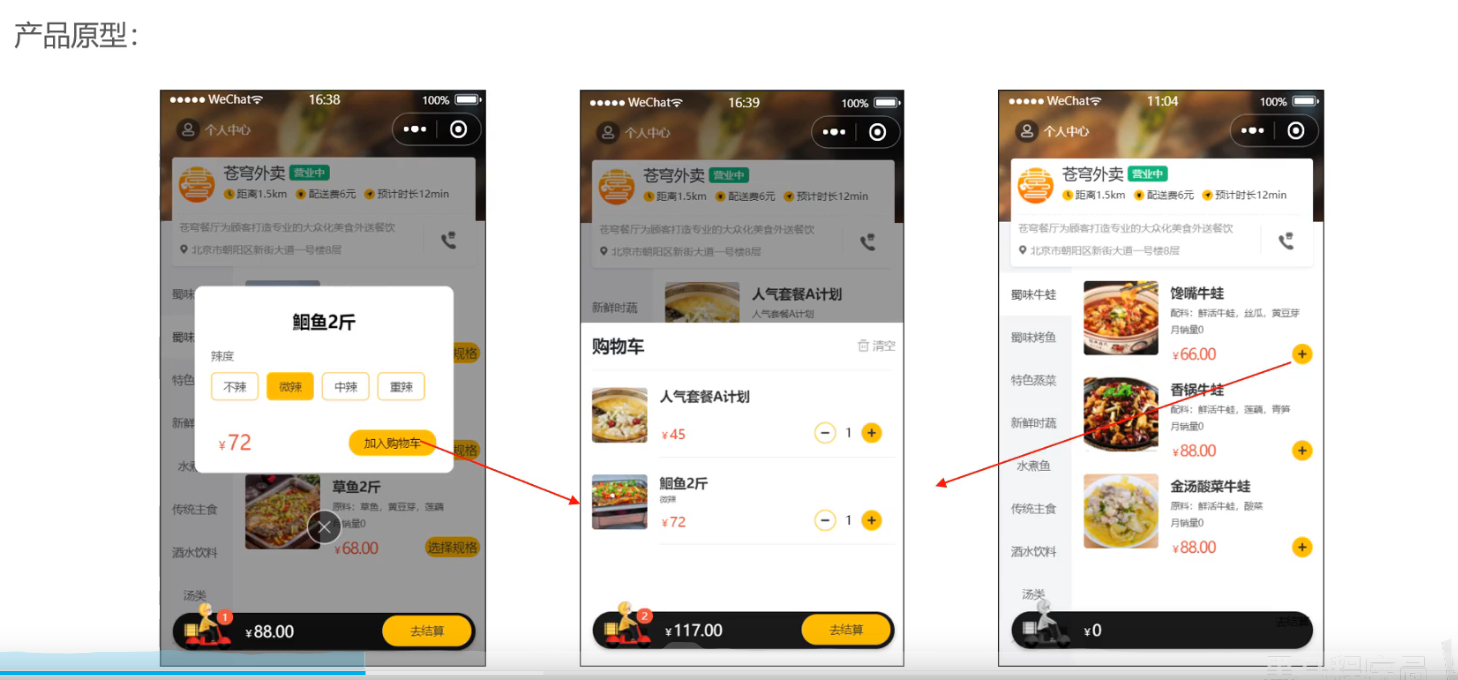 产品原型：
WeChat 16:38 100%
个人中心
苍穹外卖 营业中
距离1.5km 配送费6元 预计时长12min
苍穹餐厅为顾客打造专业的大众化美食外送餐饮
北京市朝阳区新街大道一号楼8层
蜀味
鮰鱼2斤
辣度
蜀味
规格
不辣 微辣 中辣 重辣
特色
新鲜
¥72 加入购物车
规格
水煮
草鱼2斤
原料：草鱼，黄豆芽，莲藕
传统主食
销量0
¥68.00 选择规格
酒水饮料
汤类
1 ¥88.00 去结算
WeChat 16:39 100%
个人中心
苍穹外卖 营业中
距离1.5km 配送费6元 预计时长12min
苍穹餐厅为顾客打造专业的大众化美食外送餐饮
北京市朝阳区新街大道一号楼8层
新鲜时蔬
人气套餐A计划
人气套餐A计划
购物车 清空
人气套餐A计划
¥45 1
鮰鱼2斤
微辣
¥72 1
2 ¥117.00 去结算
WeChat 11:04 100%
个人中心
苍穹外卖 营业中
距离1.5km 配送费6元 预计时长12min
苍穹餐厅为顾客打造专业的大众化美食外送餐饮
北京市朝阳区新街大道一号楼8层
蜀味牛蛙
蜀味烤鱼
特色蒸菜
新鲜时蔬
水煮鱼
传统主食
酒水饮料
汤类
馋嘴牛蛙
配料：鲜活牛蛙，丝瓜，黄豆芽
月销量0
¥66.00
香锅牛蛙
配料：鲜活牛蛙，莲藕，青笋
月销量0
¥88.00
金汤酸菜牛蛙
原料：鲜活牛蛙，酸菜
月销量0
¥88.00
¥0 去结算